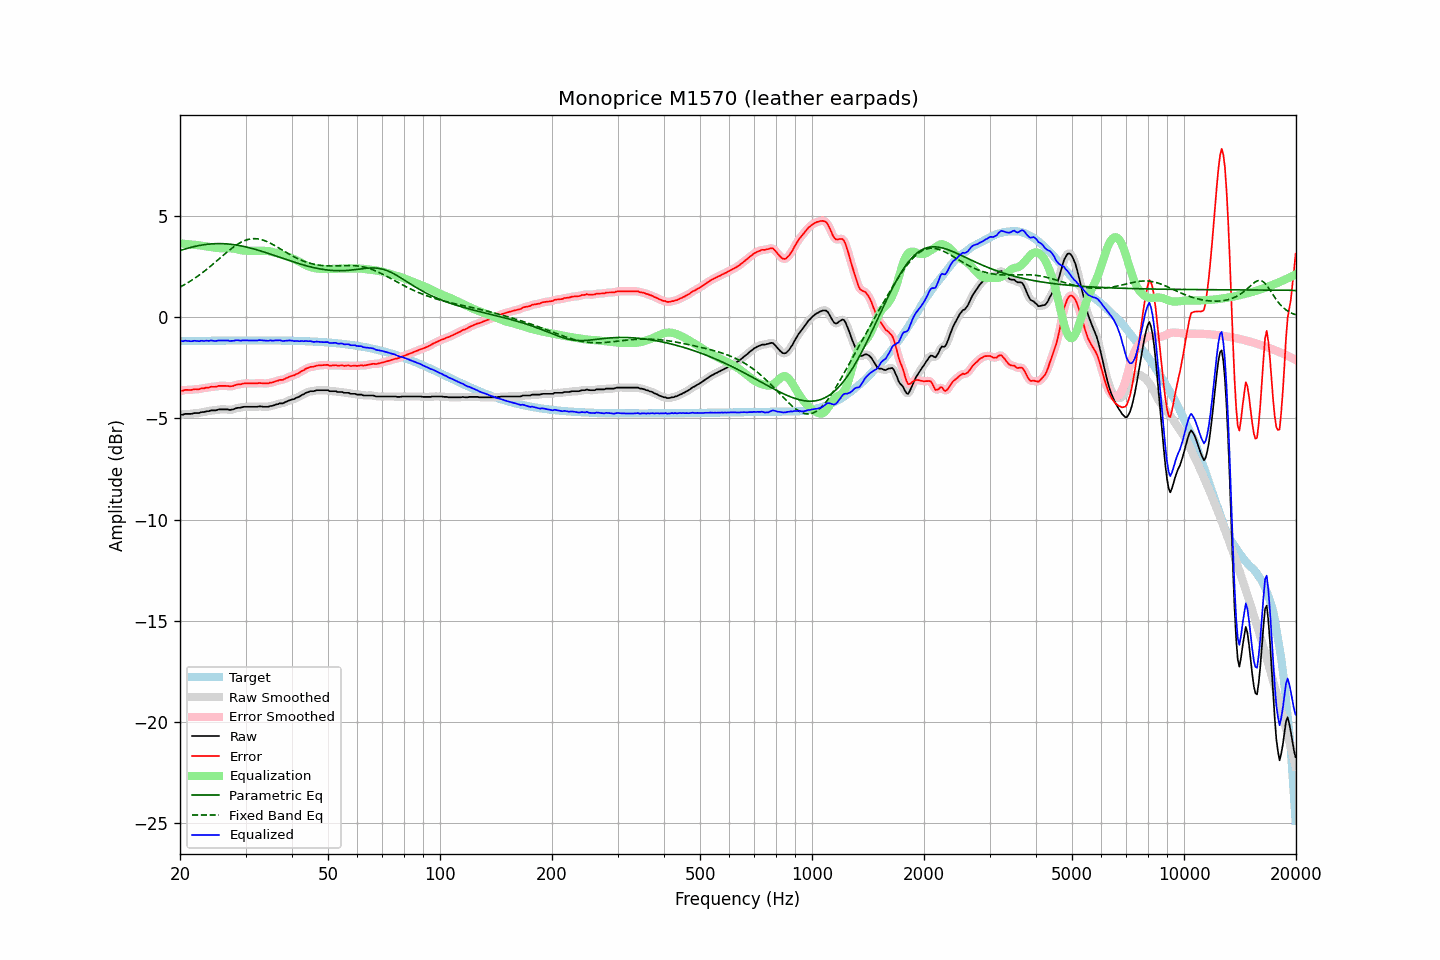 Monoprice M1570 (leather earpads)
Amplitude (dBr)
5
0
−5
−10
−15
−20
−25
Target
Raw Smoothed
Error Smoothed
Raw
Error
Equalization
Parametric Eq
Fixed Band Eq
Equalized
20 50 100 200 500 1000 2000 5000 10000 20000
Frequency (Hz)